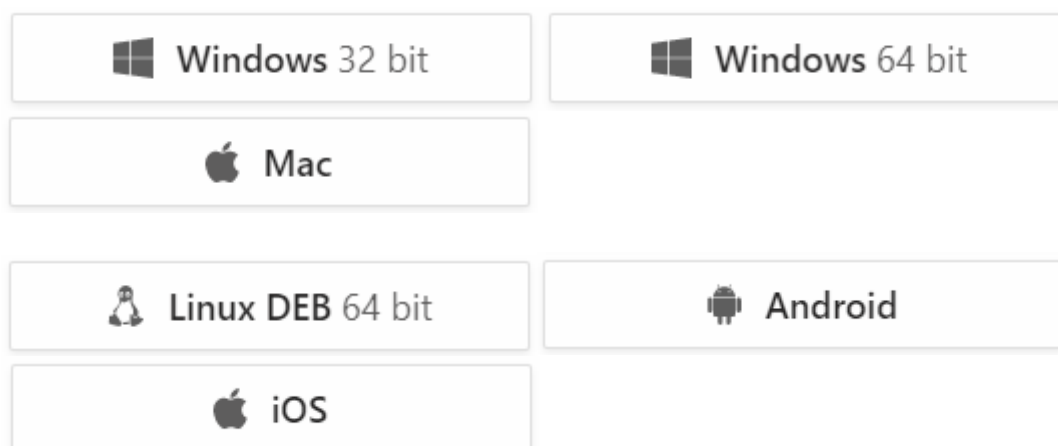 Windows 32 bit
Windows 64 bit
Mac
Linux DEB 64 bit
Android
iOS